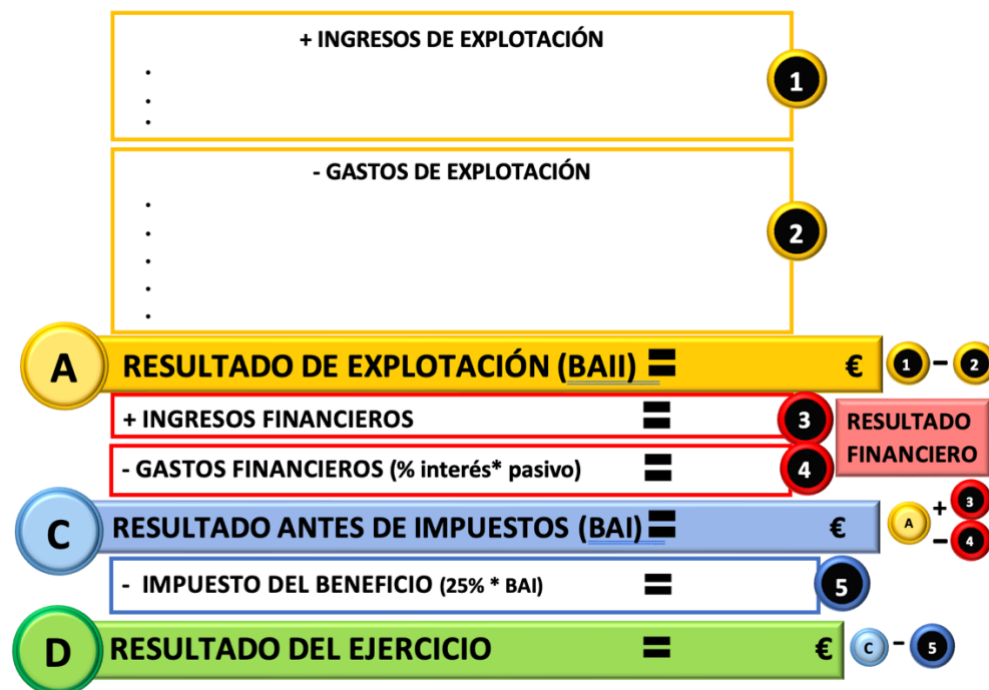 + INGRESOS DE EXPLOTACIÓN
.
.
.
1
- GASTOS DE EXPLOTACIÓN
.
.
.
.
.
2
A RESULTADO DE EXPLOTACIÓN (BAII) = € 1 - 2
+ INGRESOS FINANCIEROS = 3
- GASTOS FINANCIEROS (% interés* pasivo) = 4
RESULTADO
FINANCIERO
C RESULTADO ANTES DE IMPUESTOS (BAI) = € A + 3
- 4
- IMPUESTO DEL BENEFICIO (25% * BAI) = 5
D RESULTADO DEL EJERCICIO = € C - 5